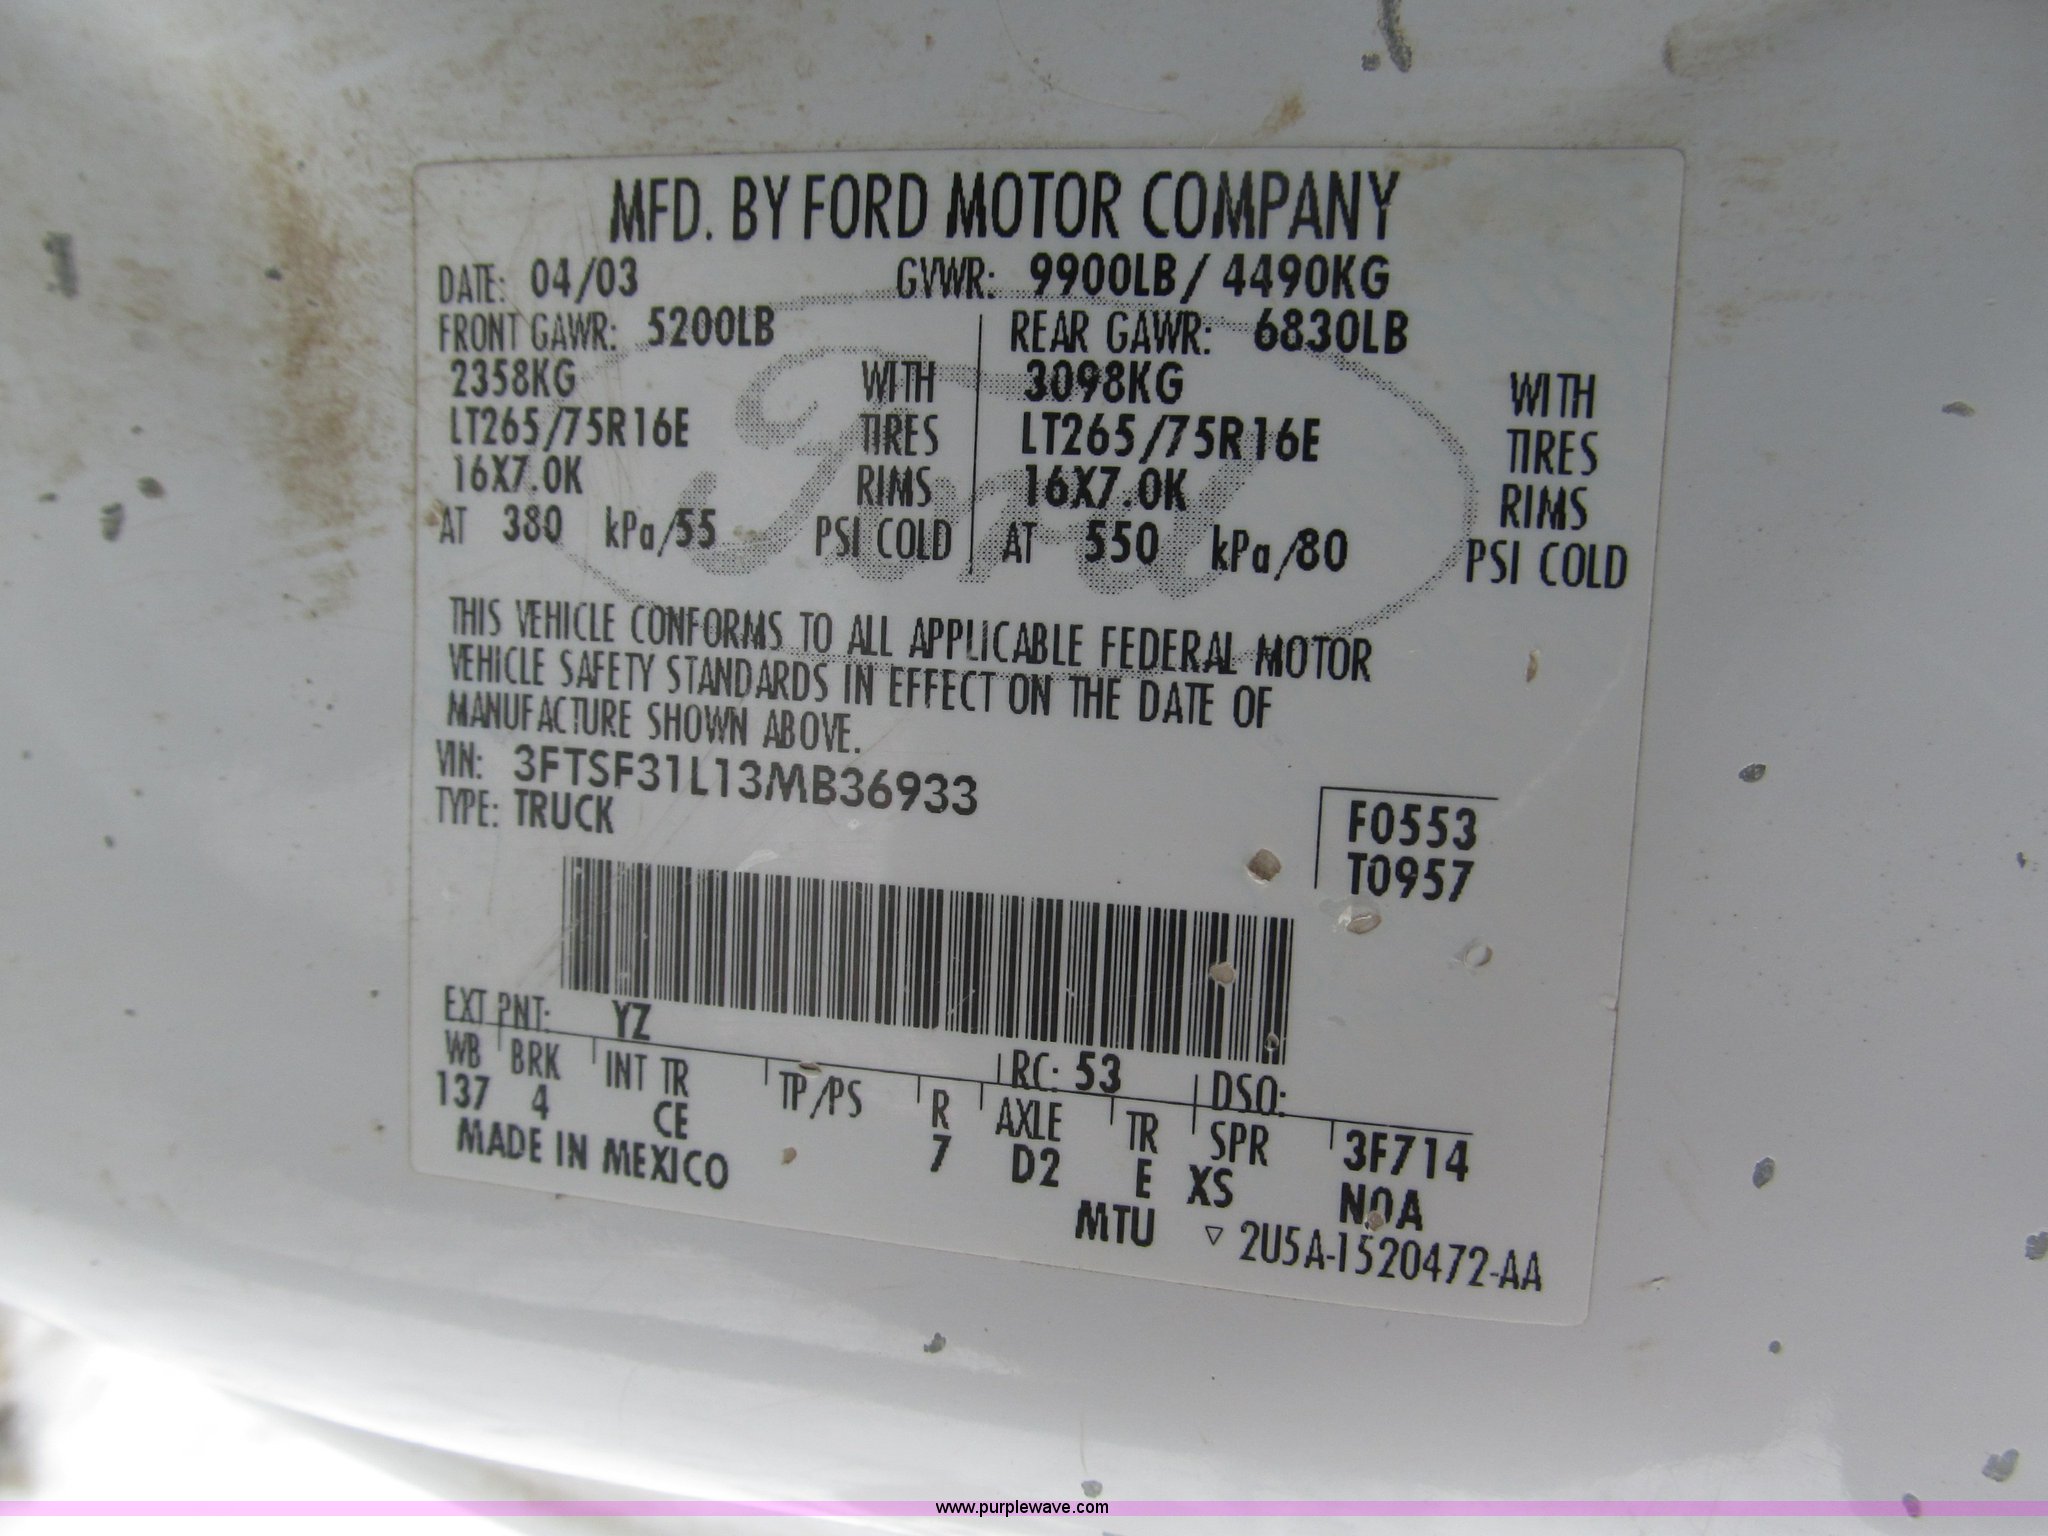 MFD. BY FORD MOTOR COMPANY
DATE: 04/03 GVWR: 9900LB/ 4490KG
FRONT GAWR: 5200LB REAR GAWR: 6830LB
2358KG WITH 3098KG WITH
LT265/75R16E TIRES LT265/75R16E TIRES
16X7.0K RIMS 16X7.0K RIMS
AT 380 kPa/55 PSI COLD AT 550 kPa/80 PSI COLD
Ford
THIS VEHICLE CONFORMS TO ALL APPLICABLE FEDERAL MOTOR
VEHICLE SAFETY STANDARDS IN EFFECT ON THE DATE OF
MANUFACTURE SHOWN ABOVE.
VIN: 3FTSF31L13MB36933
TYPE: TRUCK
F0553
T0957
EXT PNT: YZ RC: 53 DSO:
WB BRK INT TR TP/PS R AXLE TR SPR 3F714
137 4 CE 7 D2 E XS NOA
MADE IN MEXICO MTU ▽ 2U5A-1520472-AA
www.purplewave.com